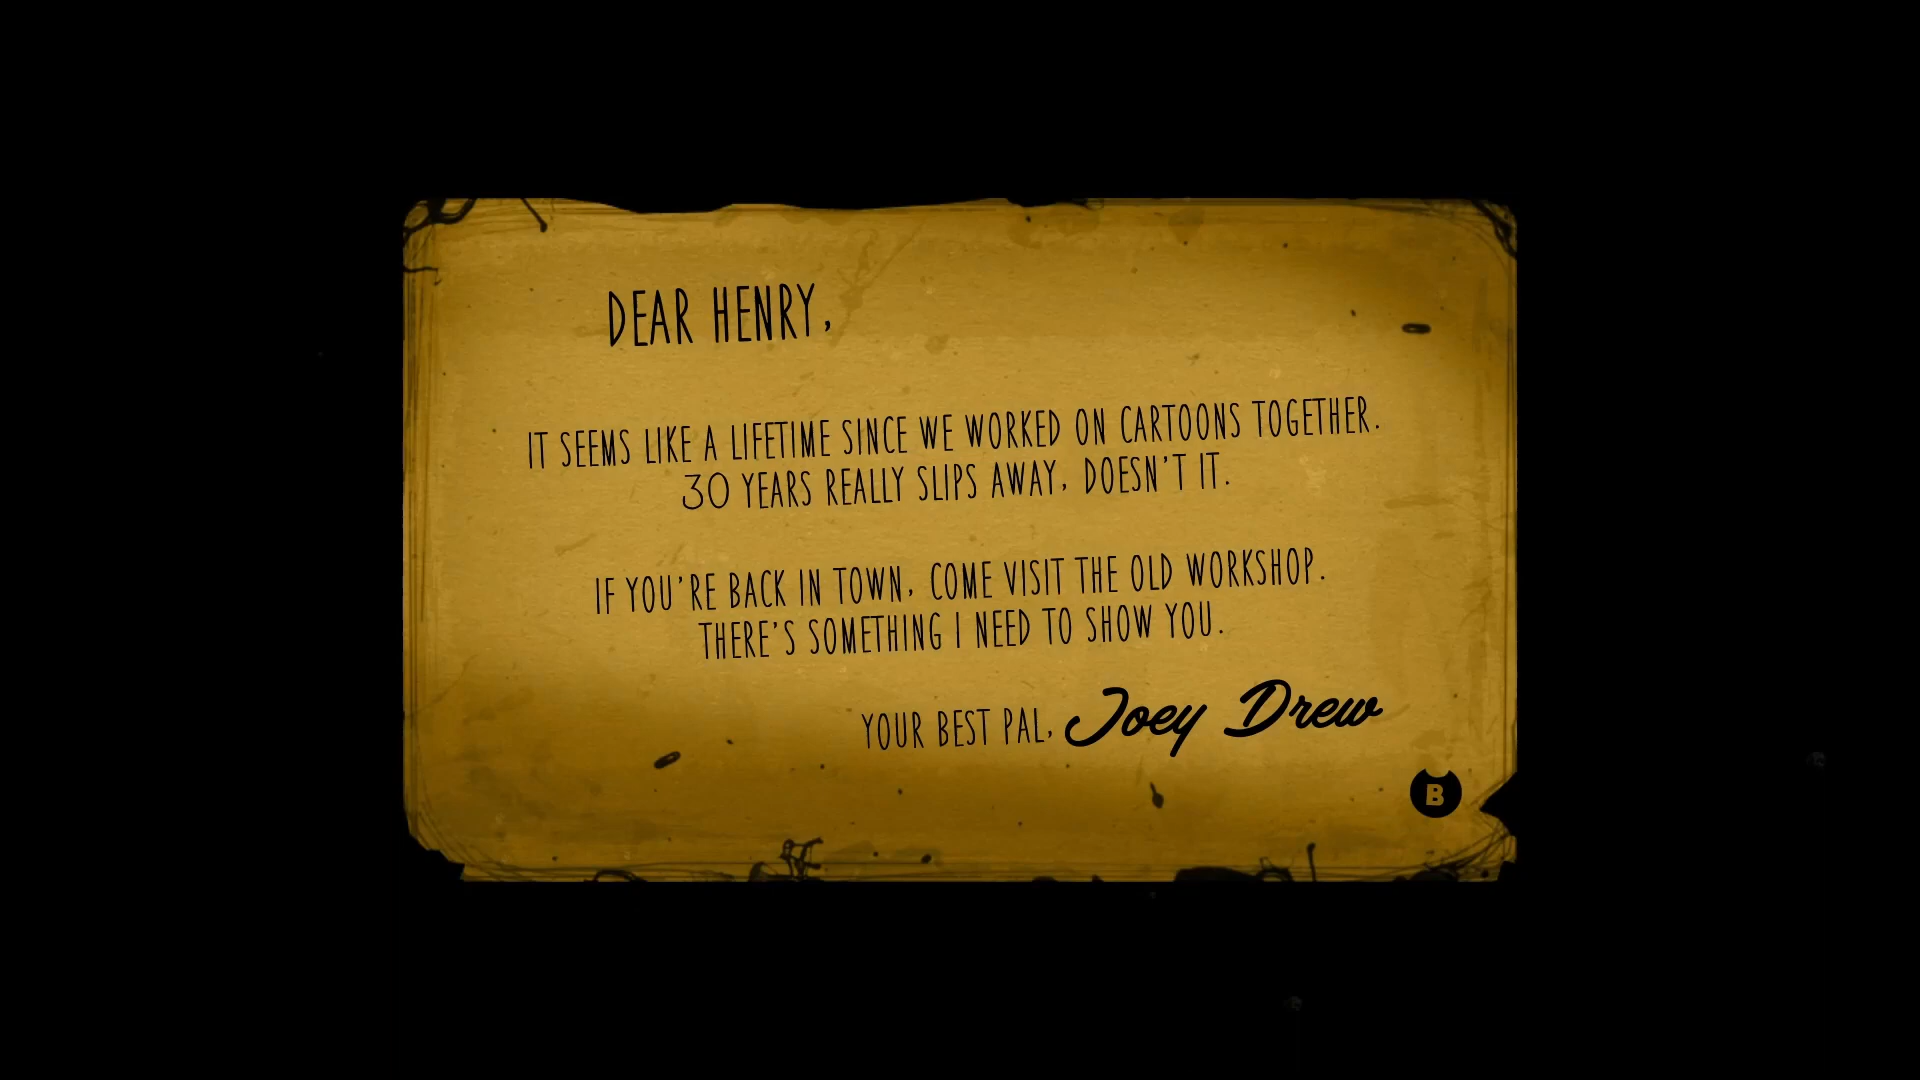 DEAR HENRY,
IT SEEMS LIKE A LIFETIME SINCE WE WORKED ON CARTOONS TOGETHER.
30 YEARS REALLY SLIPS AWAY, DOESN'T IT.
IF YOU'RE BACK IN TOWN, COME VISIT THE OLD WORKSHOP.
THERE'S SOMETHING I NEED TO SHOW YOU.
YOUR BEST PAL, Joey Drew
B